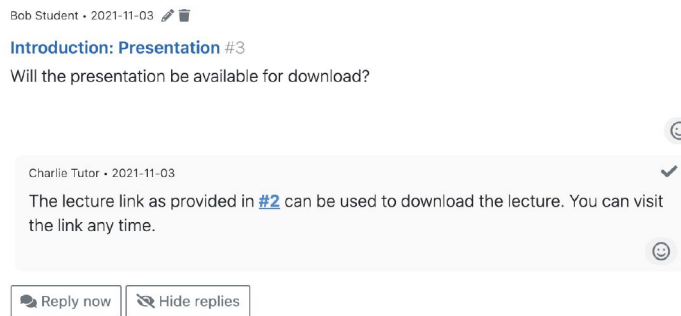 Bob Student • 2021-11-03
Introduction: Presentation #3
Will the presentation be available for download?
Charlie Tutor • 2021-11-03
The lecture link as provided in #2 can be used to download the lecture. You can visit
the link any time.
Reply now Hide replies